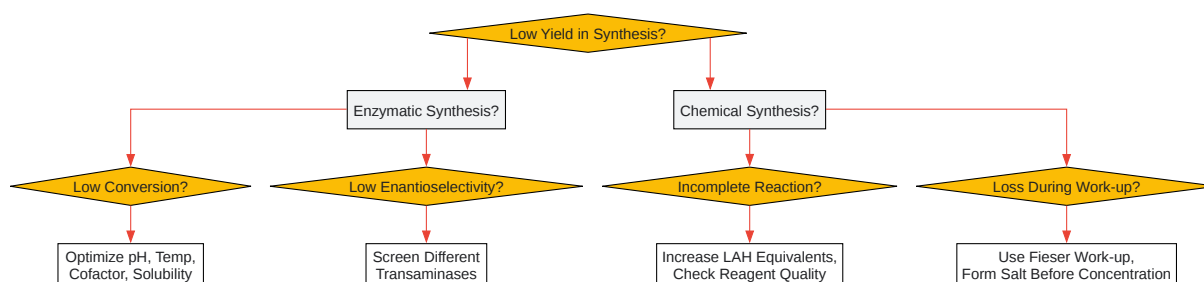 Low Yield in Synthesis?
Enzymatic Synthesis?
Chemical Synthesis?
Low Conversion?
Low Enantioselectivity?
Incomplete Reaction?
Loss During Work-up?
Optimize pH, Temp,
Cofactor, Solubility
Screen Different
Transaminases
Increase LAH Equivalents,
Check Reagent Quality
Use Fieser Work-up,
Form Salt Before Concentration